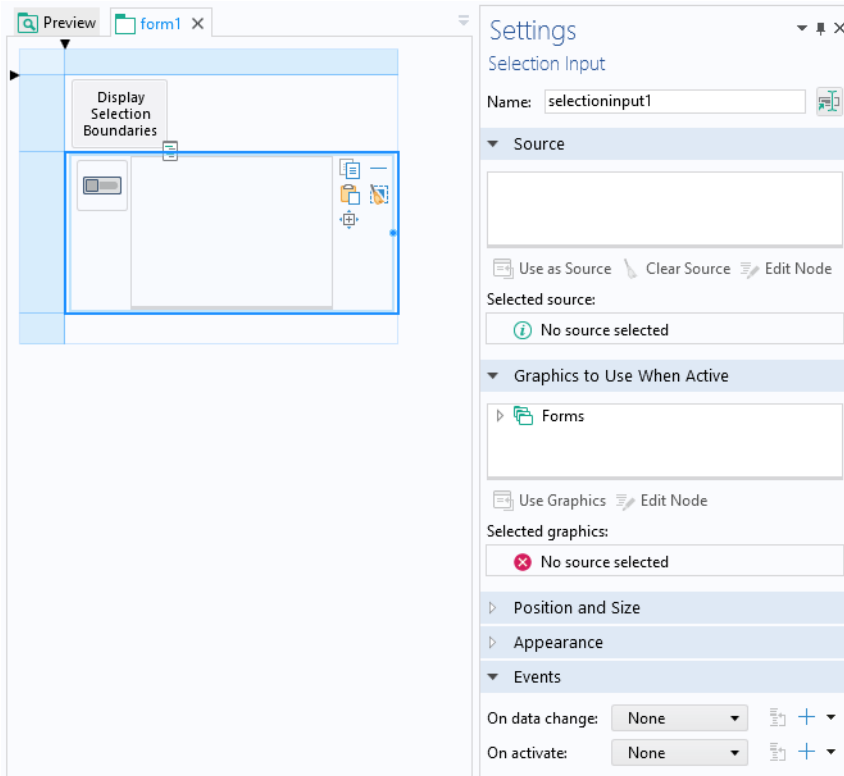 Preview
form1
Display
Selection
Boundaries
Settings
Selection Input
Name: selectioninput1
Source
Use as Source Clear Source Edit Node
Selected source:
No source selected
Graphics to Use When Active
Forms
Use Graphics Edit Node
Selected graphics:
No source selected
Position and Size
Appearance
Events
On data change: None
On activate: None